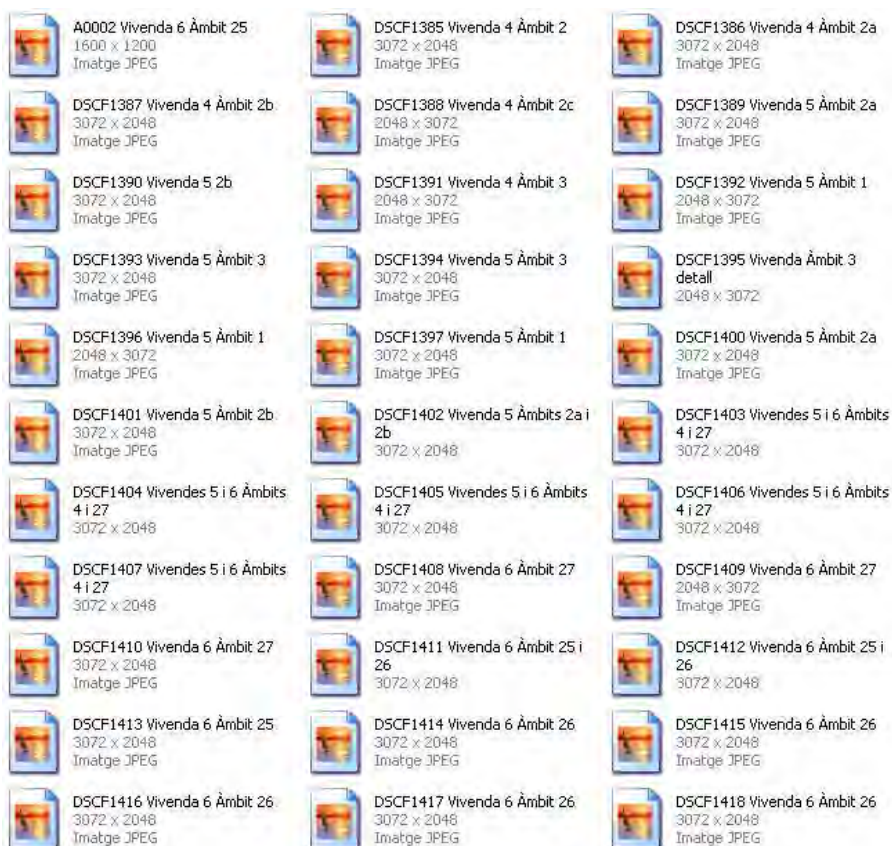 A0002 Vivenda 6 Àmbit 25
1600 x 1200
Imatge JPEG
DSCF1385 Vivenda 4 Àmbit 2
3072 x 2048
Imatge JPEG
DSCF1386 Vivenda 4 Àmbit 2a
3072 x 2048
Imatge JPEG
DSCF1387 Vivenda 4 Àmbit 2b
3072 x 2048
Imatge JPEG
DSCF1388 Vivenda 4 Àmbit 2c
2048 x 3072
Imatge JPEG
DSCF1389 Vivenda 5 Àmbit 2a
3072 x 2048
Imatge JPEG
DSCF1390 Vivenda 5 2b
3072 x 2048
Imatge JPEG
DSCF1391 Vivenda 4 Àmbit 3
2048 x 3072
Imatge JPEG
DSCF1392 Vivenda 5 Àmbit 1
2048 x 3072
Imatge JPEG
DSCF1393 Vivenda 5 Àmbit 3
3072 x 2048
Imatge JPEG
DSCF1394 Vivenda 5 Àmbit 3
3072 x 2048
Imatge JPEG
DSCF1395 Vivenda Àmbit 3
detall
2048 x 3072
DSCF1396 Vivenda 5 Àmbit 1
2048 x 3072
Imatge JPEG
DSCF1397 Vivenda 5 Àmbit 1
3072 x 2048
Imatge JPEG
DSCF1400 Vivenda 5 Àmbit 2a
3072 x 2048
Imatge JPEG
DSCF1401 Vivenda 5 Àmbit 2b
3072 x 2048
Imatge JPEG
DSCF1402 Vivenda 5 Àmbits 2a i
2b
3072 x 2048
DSCF1403 Vivendes 5 i 6 Àmbits
4 i 27
3072 x 2048
DSCF1404 Vivendes 5 i 6 Àmbits
4 i 27
3072 x 2048
DSCF1405 Vivendes 5 i 6 Àmbits
4 i 27
3072 x 2048
DSCF1406 Vivendes 5 i 6 Àmbits
4 i 27
3072 x 2048
DSCF1407 Vivendes 5 i 6 Àmbits
4 i 27
3072 x 2048
DSCF1408 Vivenda 6 Àmbit 27
3072 x 2048
Imatge JPEG
DSCF1409 Vivenda 6 Àmbit 27
2048 x 3072
Imatge JPEG
DSCF1410 Vivenda 6 Àmbit 27
3072 x 2048
Imatge JPEG
DSCF1411 Vivenda 6 Àmbit 25 i
26
3072 x 2048
DSCF1412 Vivenda 6 Àmbit 25 i
26
3072 x 2048
DSCF1413 Vivenda 6 Àmbit 25
3072 x 2048
Imatge JPEG
DSCF1414 Vivenda 6 Àmbit 26
3072 x 2048
Imatge JPEG
DSCF1415 Vivenda 6 Àmbit 26
3072 x 2048
Imatge JPEG
DSCF1416 Vivenda 6 Àmbit 26
3072 x 2048
Imatge JPEG
DSCF1417 Vivenda 6 Àmbit 26
3072 x 2048
Imatge JPEG
DSCF1418 Vivenda 6 Àmbit 26
3072 x 2048
Imatge JPEG